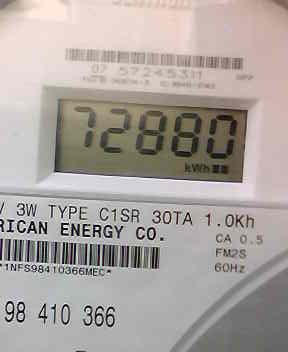 07 57245311
72880
kWh
V 3W TYPE C1SR 30TA 1.0Kh
RICAN ENERGY CO.
CA 0.5
FM2S
*1NFS98410366MEC*
60Hz
98 410 366